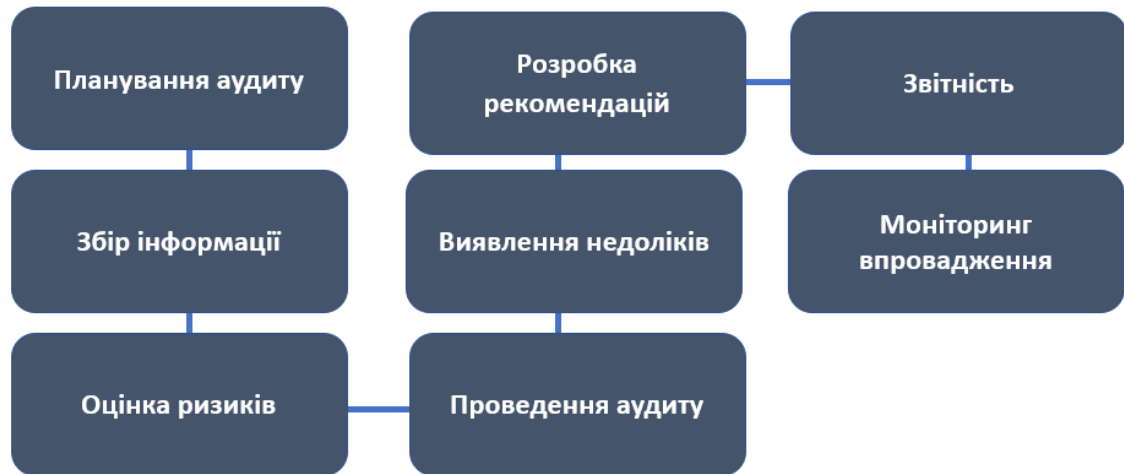 Планування аудиту
Збір інформації
Оцінка ризиків
Проведення аудиту
Виявлення недоліків
Розробка
рекомендацій
Звітність
Моніторинг
впровадження